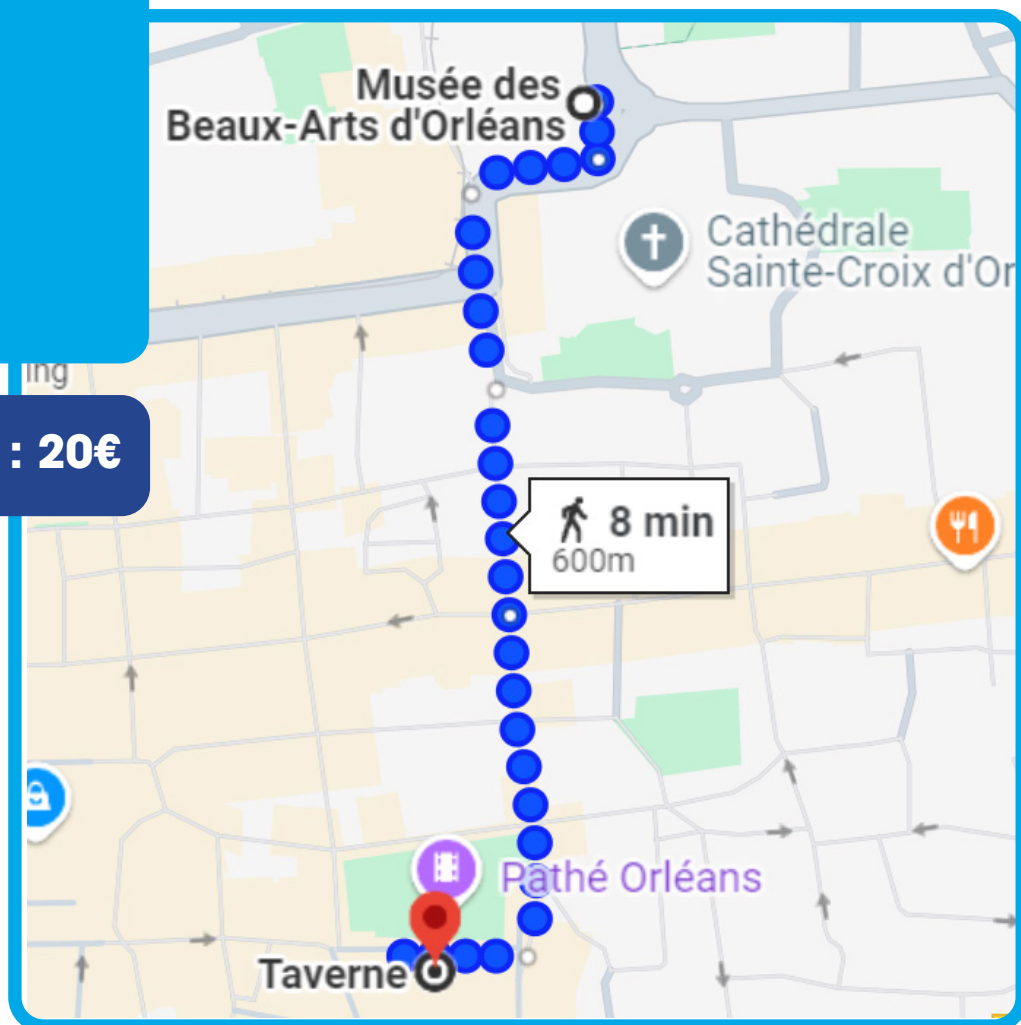 Musée des
Beaux-Arts d'Orléans
Cathédrale
Sainte-Croix d'Or
ing
: 20€
8 min
600m
Pathé Orléans
Taverne